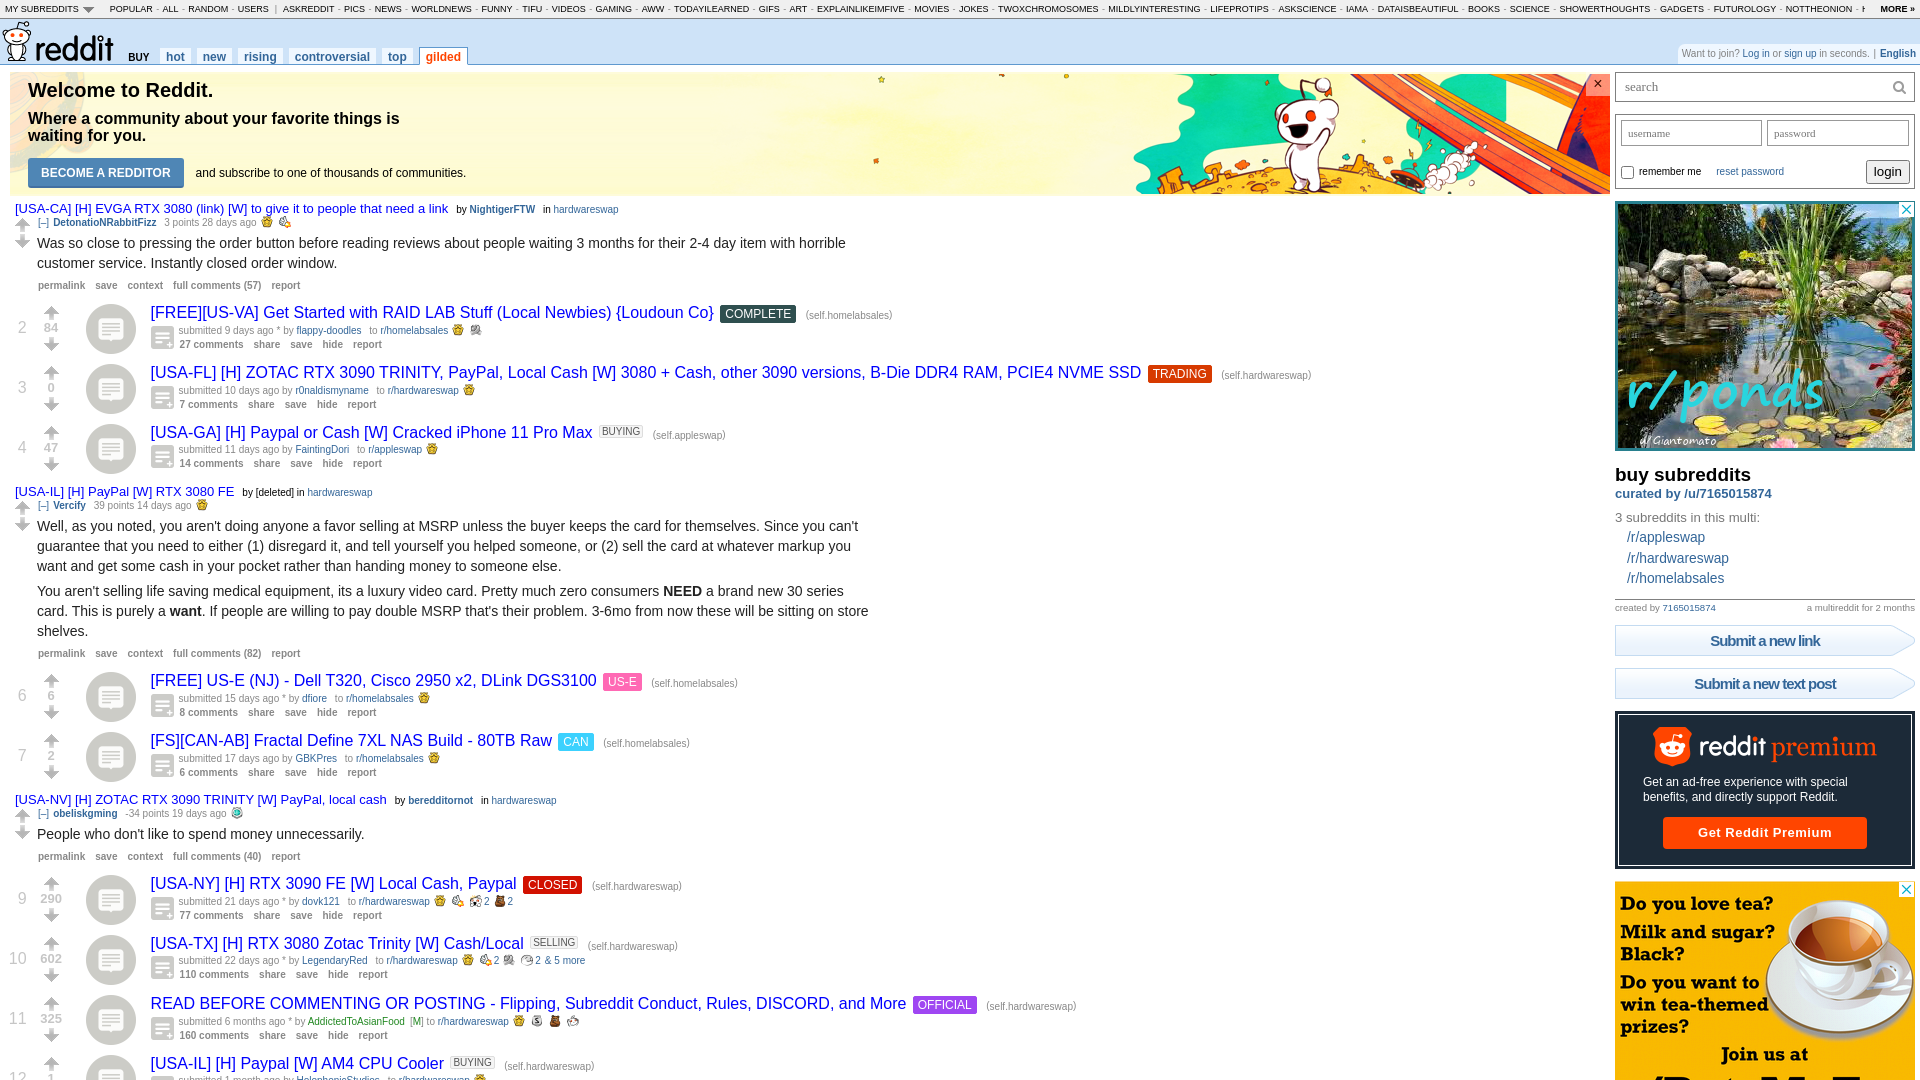 MY SUBREDDITS POPULAR - ALL - RANDOM - USERS | ASKREDDIT - PICS - NEWS - WORLDNEWS - FUNNY - TIFU - VIDEOS - GAMING - AWW - TODAYILEARNED - GIFS - ART - EXPLAINLIKEIMFIVE - MOVIES - JOKES - TWOXCHROMOSOMES - MILDLYINTERESTING - LIFEPROTIPS - ASKSCIENCE - IAMA - DATAISBEAUTIFUL - BOOKS - SCIENCE - SHOWERTHOUGHTS - GADGETS - FUTUROLOGY - NOTTHEONION - MORE »
reddit BUY hot new rising controversial top gilded
Want to join? Log in or sign up in seconds. | English
Welcome to Reddit.
Where a community about your favorite things is
waiting for you.
BECOME A REDDITOR and subscribe to one of thousands of communities.
×
[USA-CA] [H] EVGA RTX 3080 (link) [W] to give it to people that need a link by NightigerFTW in hardwareswap
[–] DetonatioNRabbitFizz 3 points 28 days ago
Was so close to pressing the order button before reading reviews about people waiting 3 months for their 2-4 day item with horrible
customer service. Instantly closed order window.
permalink save context full comments (57) report
2
84
[FREE][US-VA] Get Started with RAID LAB Stuff (Local Newbies) {Loudoun Co} COMPLETE (self.homelabsales)
submitted 9 days ago * by flappy-doodles to r/homelabsales
27 comments share save hide report
3
0
[USA-FL] [H] ZOTAC RTX 3090 TRINITY, PayPal, Local Cash [W] 3080 + Cash, other 3090 versions, B-Die DDR4 RAM, PCIE4 NVME SSD TRADING (self.hardwareswap)
submitted 10 days ago by r0naldismyname to r/hardwareswap
7 comments share save hide report
4
47
[USA-GA] [H] Paypal or Cash [W] Cracked iPhone 11 Pro Max BUYING (self.appleswap)
submitted 11 days ago by FaintingDori to r/appleswap
14 comments share save hide report
[USA-IL] [H] PayPal [W] RTX 3080 FE by [deleted] in hardwareswap
[–] Vercify 39 points 14 days ago
Well, as you noted, you aren't doing anyone a favor selling at MSRP unless the buyer keeps the card for themselves. Since you can't
guarantee that you need to either (1) disregard it, and tell yourself you helped someone, or (2) sell the card at whatever markup you
want and get some cash in your pocket rather than handing money to someone else.
You aren't selling life saving medical equipment, its a luxury video card. Pretty much zero consumers NEED a brand new 30 series
card. This is purely a want. If people are willing to pay double MSRP that's their problem. 3-6mo from now these will be sitting on store
shelves.
permalink save context full comments (82) report
6
6
[FREE] US-E (NJ) - Dell T320, Cisco 2950 x2, DLink DGS3100 US-E (self.homelabsales)
submitted 15 days ago * by dfiore to r/homelabsales
8 comments share save hide report
7
2
[FS][CAN-AB] Fractal Define 7XL NAS Build - 80TB Raw CAN (self.homelabsales)
submitted 17 days ago by GBKPres to r/homelabsales
6 comments share save hide report
[USA-NV] [H] ZOTAC RTX 3090 TRINITY [W] PayPal, local cash by beredditornot in hardwareswap
[–] obeliskgming -34 points 19 days ago
People who don't like to spend money unnecessarily.
permalink save context full comments (40) report
9
290
[USA-NY] [H] RTX 3090 FE [W] Local Cash, Paypal CLOSED (self.hardwareswap)
submitted 21 days ago * by dovk121 to r/hardwareswap 2 2
77 comments share save hide report
10
602
[USA-TX] [H] RTX 3080 Zotac Trinity [W] Cash/Local SELLING (self.hardwareswap)
submitted 22 days ago * by LegendaryRed to r/hardwareswap 2 2 & 5 more
110 comments share save hide report
11
325
READ BEFORE COMMENTING OR POSTING - Flipping, Subreddit Conduct, Rules, DISCORD, and More OFFICIAL (self.hardwareswap)
submitted 6 months ago * by AddictedToAsianFood [M] to r/hardwareswap
160 comments share save hide report
12
1
[USA-IL] [H] Paypal [W] AM4 CPU Cooler BUYING (self.hardwareswap)
submitted 1 month ago by HolophonicStudios to r/hardwareswap
search
username password
remember me reset password login
r/ponds
u/Giantomato
buy subreddits
curated by /u/7165015874
3 subreddits in this multi:
/r/appleswap
/r/hardwareswap
/r/homelabsales
created by 7165015874 a multireddit for 2 months
Submit a new link
Submit a new text post
reddit premium
Get an ad-free experience with special
benefits, and directly support Reddit.
Get Reddit Premium
Do you love tea?
Milk and sugar?
Black?
Do you want to
win tea-themed
prizes?
Join us at